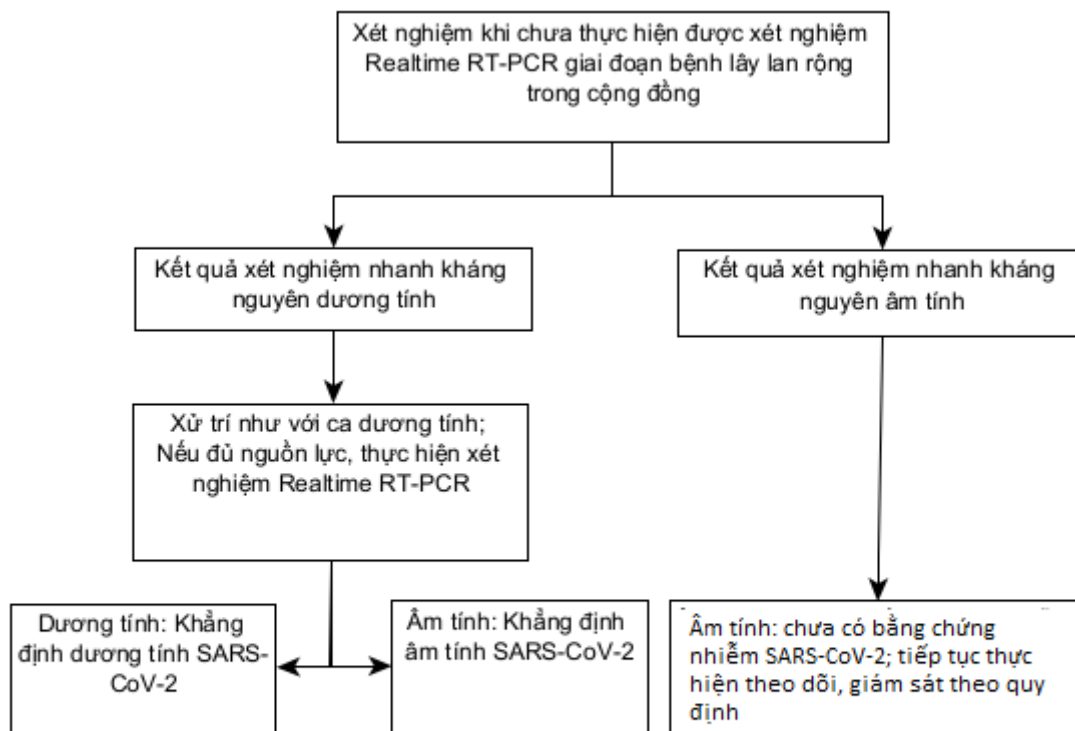 Xét nghiệm khi chưa thực hiện được xét nghiệm
Realtime RT-PCR giai đoạn bệnh lây lan rộng
trong cộng đồng
Kết quả xét nghiệm nhanh kháng
nguyên dương tính
Kết quả xét nghiệm nhanh kháng
nguyên âm tính
Xử trí như với ca dương tính;
Nếu đủ nguồn lực, thực hiện xét
nghiệm Realtime RT-PCR
Dương tính: Khẳng
định dương tính SARS-
CoV-2
Âm tính: Khẳng định
âm tính SARS-CoV-2
Âm tính: chưa có bằng chứng
nhiễm SARS-CoV-2; tiếp tục thực
hiện theo dõi, giám sát theo quy
định